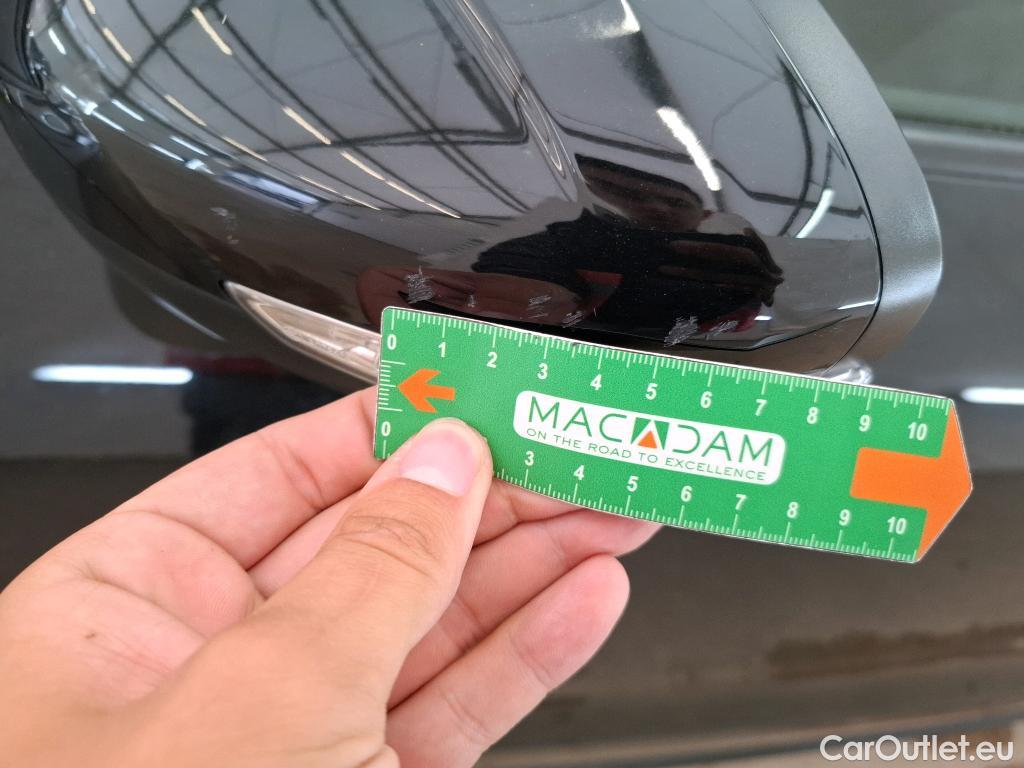 0 1 2 3 4 5 6 7 8 9 10
MACADAM
ON THE ROAD TO EXCELLENCE
0 3 4 5 6 7 8 9 10
CarOutlet.eu